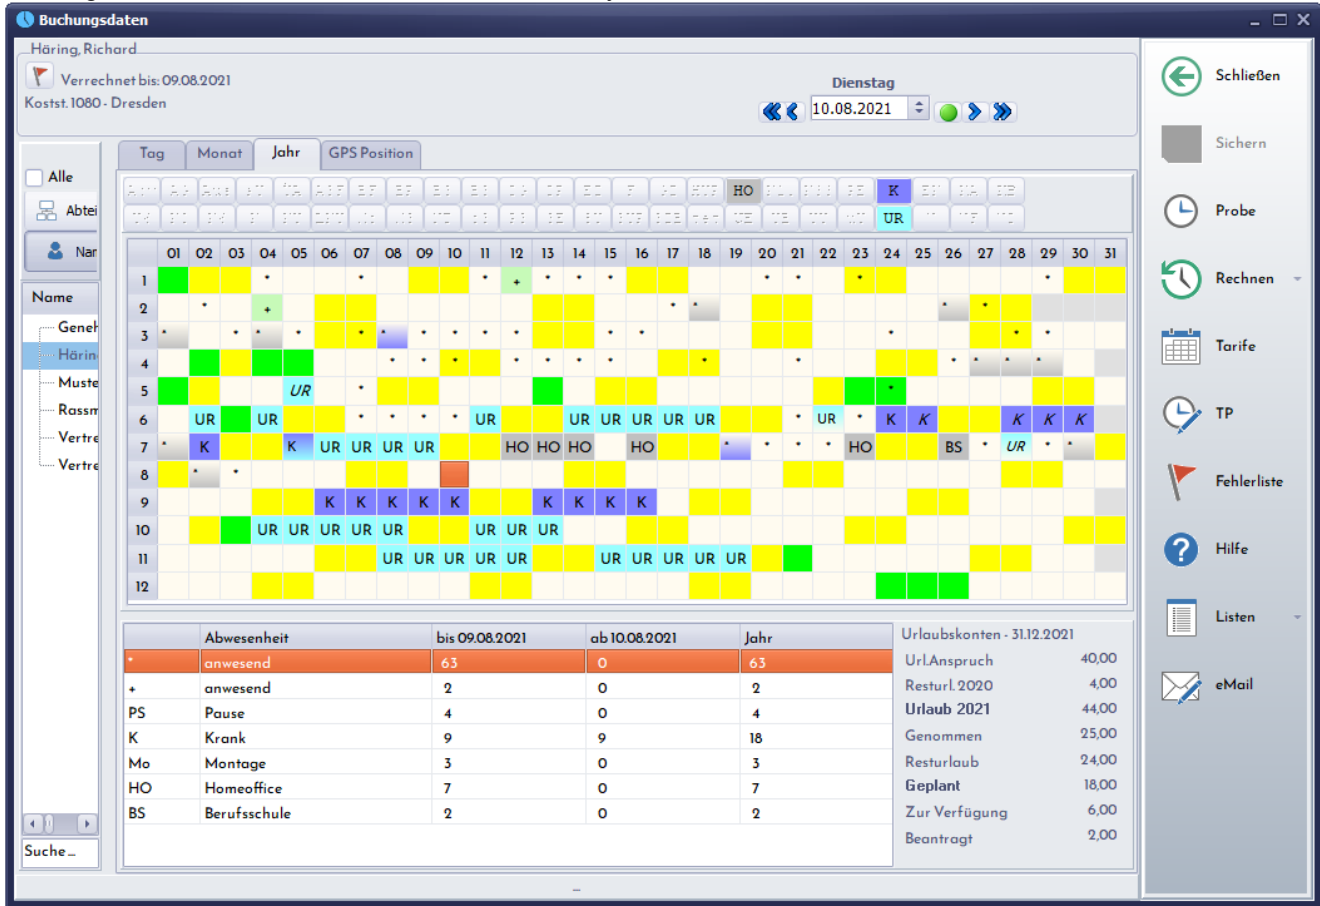 Buchungsdaten
Häring, Richard
Verrechnet bis: 09.08.2021
Kostst. 1080 - Dresden
Dienstag
10.08.2021
Alle
Abtei
Nar
Name
Geneh
Härin
Muste
Rassm
Vertre
Vertre
Suche...
Tag Monat Jahr GPS Position
HO K
UR
01 02 03 04 05 06 07 08 09 10 11 12 13 14 15 16 17 18 19 20 21 22 23 24 25 26 27 28 29 30 31
1 * * * + * * * * * * *
2 * + * * * *
3 * * * * * * * * * * * * * * * *
4 * * * * * * * * * * * * *
5 UR * *
6 UR UR * * * * UR UR UR UR UR UR * UR * K K K K K
7 * K K UR UR UR UR HO HO HO HO * * * * HO BS * UR * *
8 * *
9 K K K K K K K K K
10 UR UR UR UR UR UR UR UR
11 UR UR UR UR UR UR UR UR UR UR
12
Abwesenheit bis 09.08.2021 ab 10.08.2021 Jahr
* anwesend 63 0 63
+ anwesend 2 0 2
PS Pause 4 0 4
K Krank 9 9 18
Mo Montage 3 0 3
HO Homeoffice 7 0 7
BS Berufsschule 2 0 2
Urlaubskonten - 31.12.2021
Url.Anspruch 40,00
Resturl. 2020 4,00
Urlaub 2021 44,00
Genommen 25,00
Resturlaub 24,00
Geplant 18,00
Zur Verfügung 6,00
Beantragt 2,00
Schließen
Sichern
Probe
Rechnen
Tarife
TP
Fehlerliste
Hilfe
Listen
eMail